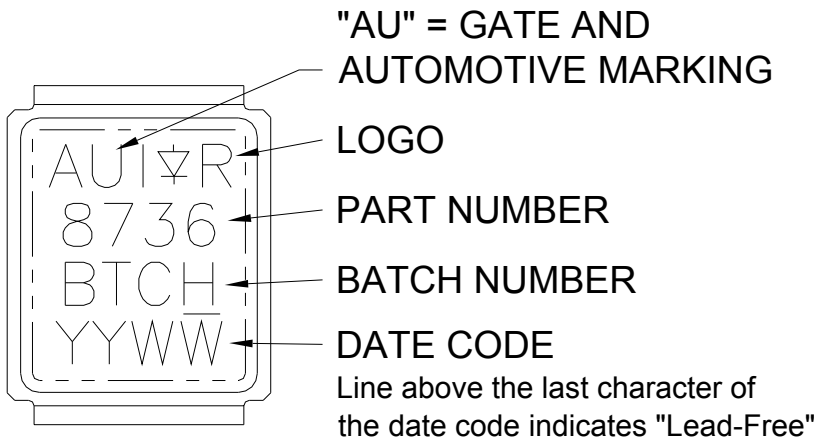 "AU" = GATE AND
AUTOMOTIVE MARKING
LOGO
PART NUMBER
BATCH NUMBER
DATE CODE
Line above the last character of
the date code indicates "Lead-Free"
AUI R
8736
BTCH
YYWW